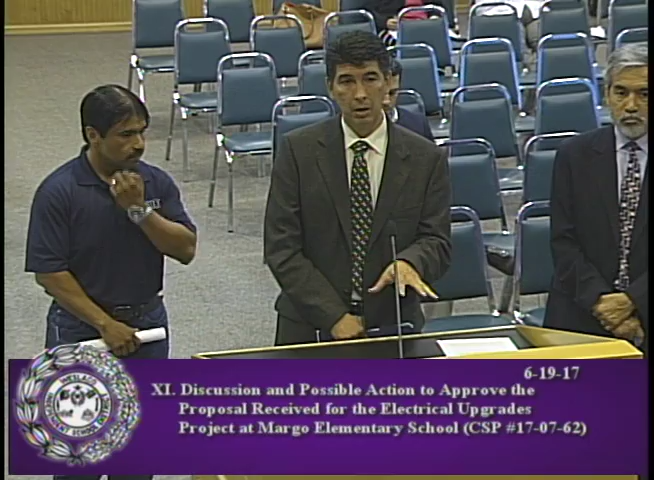 6-19-17
XI. Discussion and Possible Action to Approve the
Proposal Received for the Electrical Upgrades
Project at Margo Elementary School (CSP #17-07-62)
WESLACO